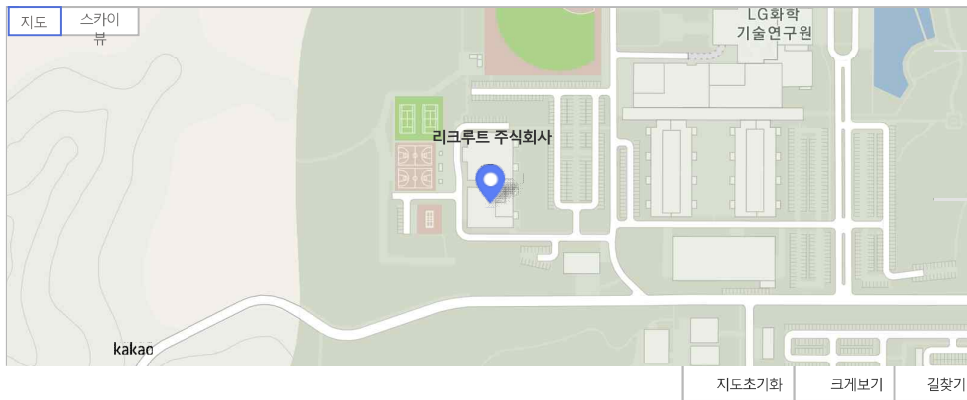 지도
스카이
뷰
LG화학
기술연구원
리크루트 주식회사
kakao
지도초기화
크게보기
길찾기